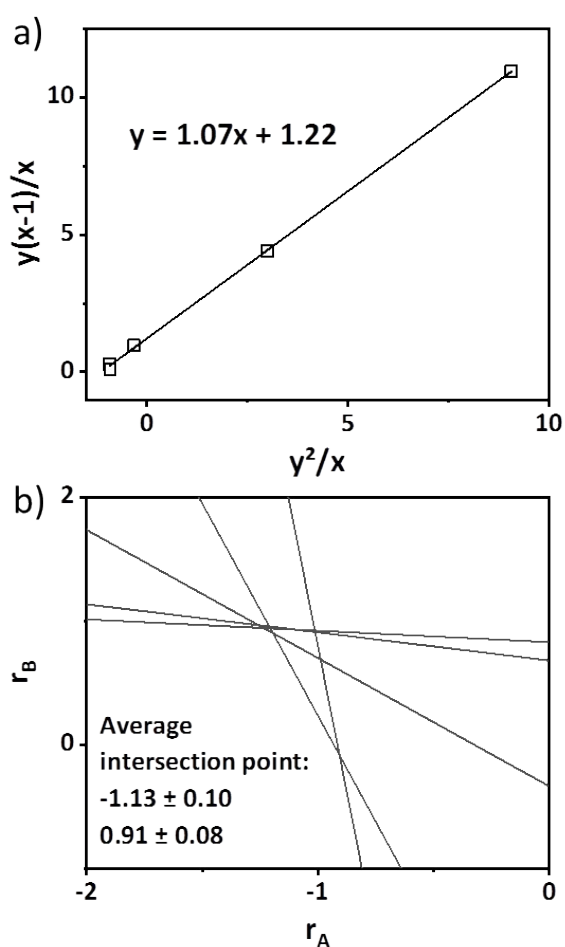 a)
10
5
0
y(x-1)/x
y = 1.07x + 1.22
0 5 10
y²/x
b)
2
0
r_B
Average
intersection point:
-1.13 ± 0.10
0.91 ± 0.08
-2 -1 0
r_A